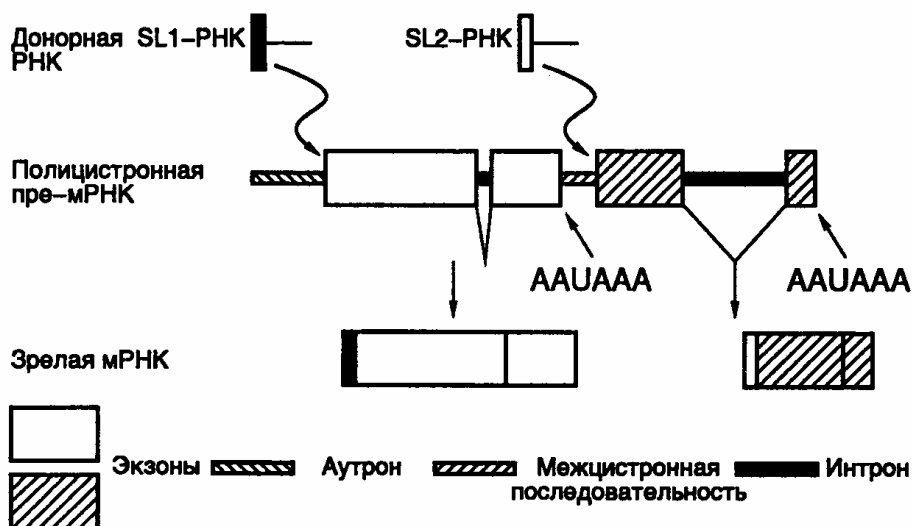 Донорная SL1–РНК SL2–РНК
РНК
Полицистронная
пре–мРНК
AAUAAA AAUAAA
Зрелая мРНК
Экзоны Аутрон Межцистронная Интрон
последовательность